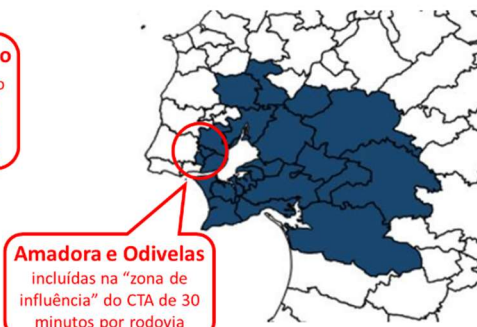 o
o
Amadora e Odivelas
incluídas na “zona de
influência” do CTA de 30
minutos por rodovia